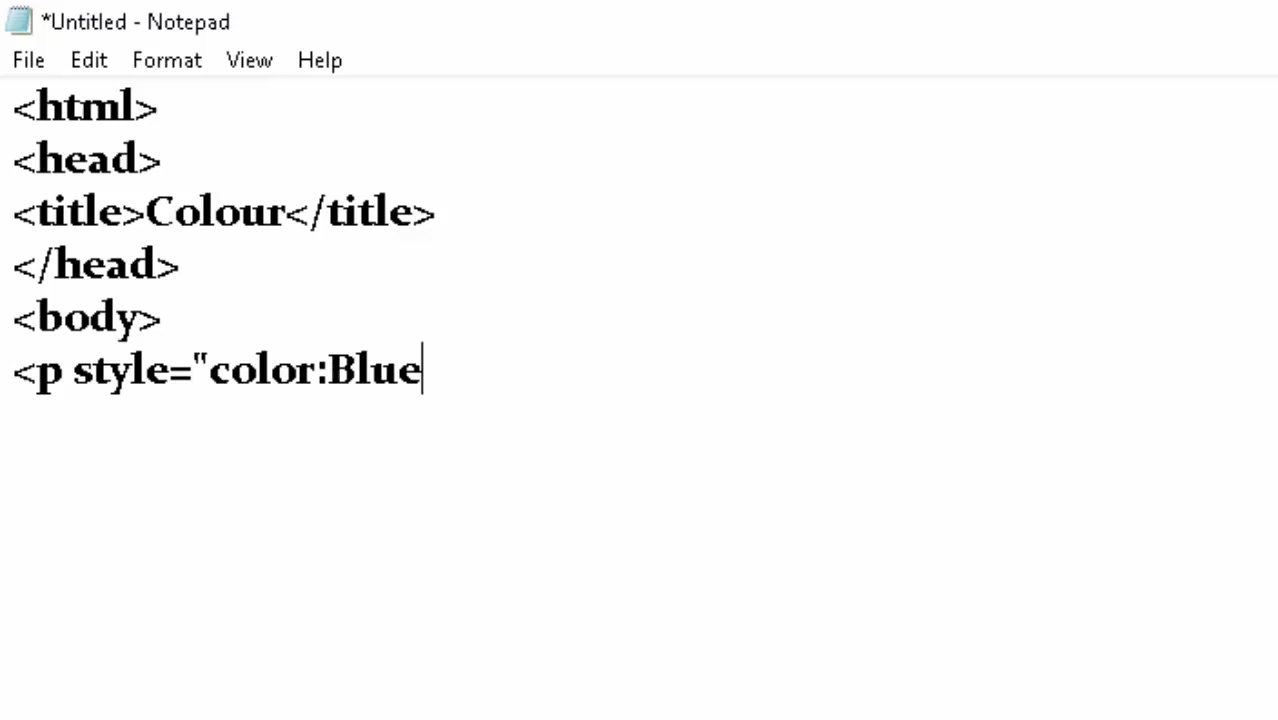 *Untitled - Notepad
File Edit Format View Help
<html>
<head>
<title>Colour</title>
</head>
<body>
<p style="color:Blue